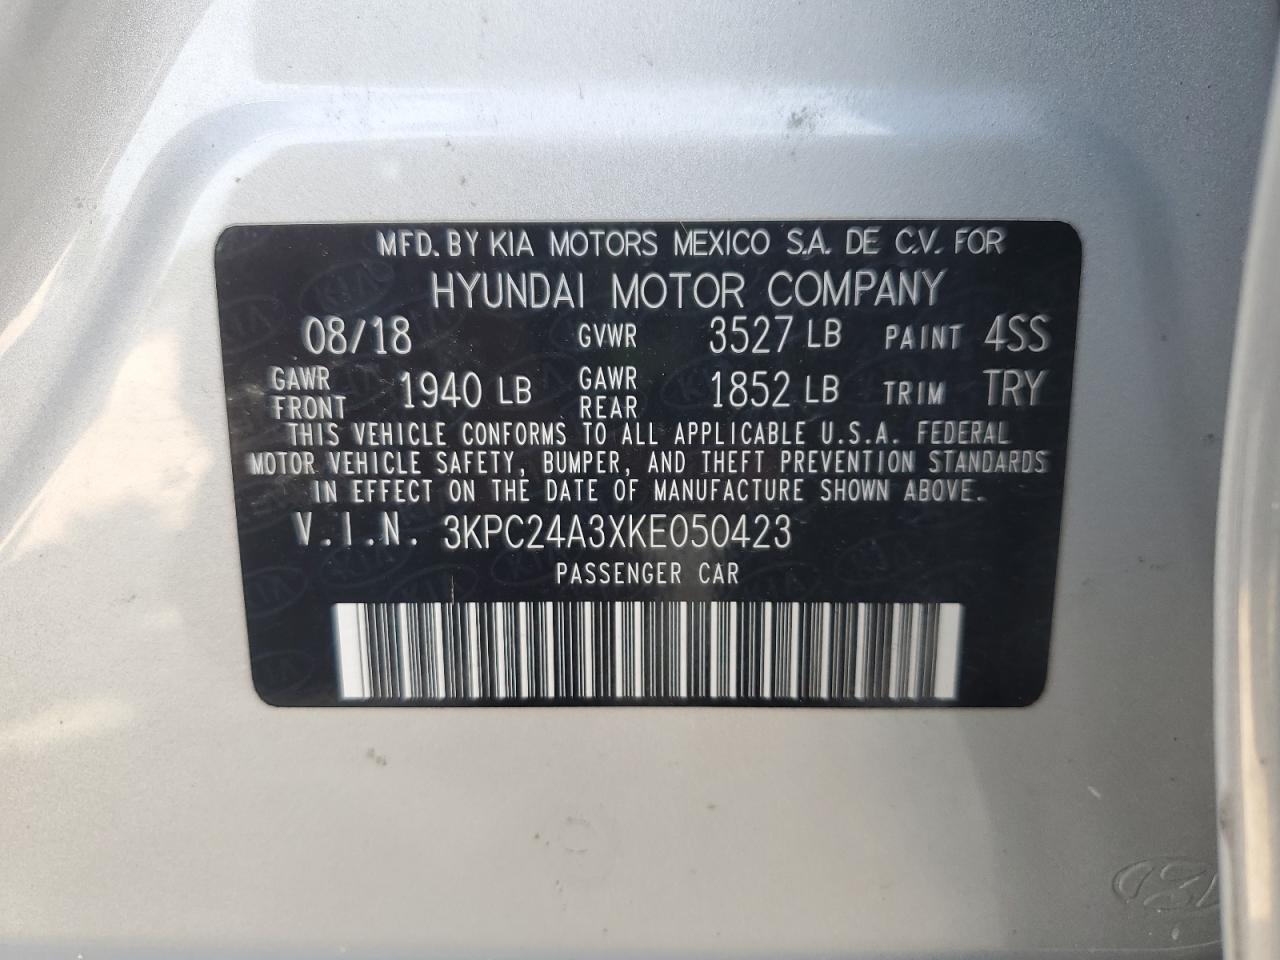 MFD. BY KIA MOTORS MEXICO S.A. DE C.V. FOR
HYUNDAI MOTOR COMPANY
08/18 GVWR 3527 LB PAINT 4SS
GAWR FRONT 1940 LB GAWR REAR 1852 LB TRIM TRY
THIS VEHICLE CONFORMS TO ALL APPLICABLE U.S.A. FEDERAL
MOTOR VEHICLE SAFETY, BUMPER, AND THEFT PREVENTION STANDARDS
IN EFFECT ON THE DATE OF MANUFACTURE SHOWN ABOVE.
V.I.N. 3KPC24A3XKE050423
PASSENGER CAR